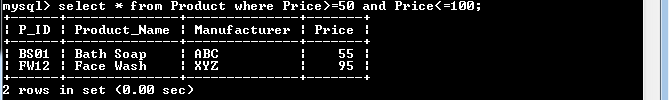 mysql> select * from Product where Price>=50 and Price<=100;
+------+--------------+--------------+-------+
| P_ID | Product_Name | Manufacturer | Price |
+------+--------------+--------------+-------+
| BS01 | Bath Soap    | ABC          |    55 |
| FW12 | Face Wash    | XYZ          |    95 |
+------+--------------+--------------+-------+
2 rows in set (0.00 sec)